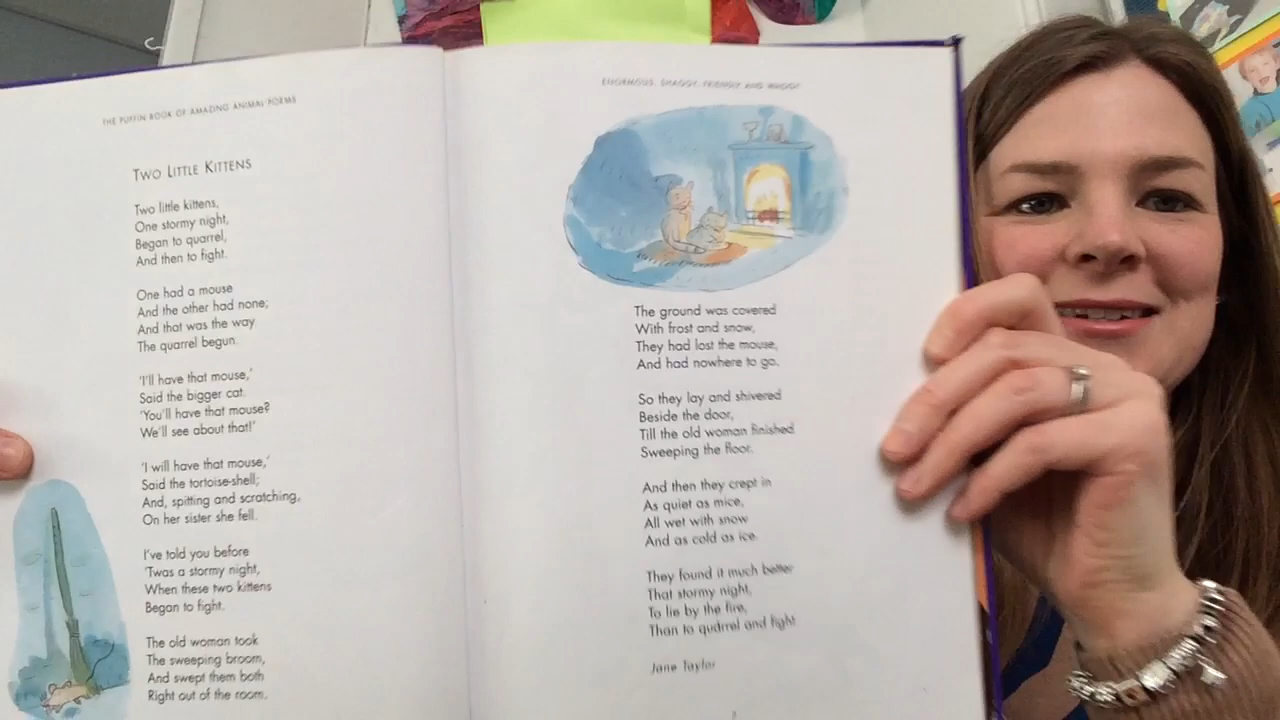 THE PUFFIN BOOK OF AMAZING ANIMAL POEMS
TWO LITTLE KITTENS
Two little kittens,
One stormy night,
Began to quarrel,
And then to fight.
One had a mouse
And the other had none;
And that was the way
The quarrel begun.
'I'll have that mouse,'
Said the bigger cat.
'You'll have that mouse?
We'll see about that!'
'I will have that mouse,'
Said the tortoise-shell;
And, spitting and scratching,
On her sister she fell.
I've told you before
'Twas a stormy night,
When these two kittens
Began to fight.
The old woman took
The sweeping broom,
And swept them both
Right out of the room.
ENORMOUS, SHAGGY, FRIENDLY AND WAGGY
The ground was covered
With frost and snow,
They had lost the mouse,
And had nowhere to go.
So they lay and shivered
Beside the door,
Till the old woman finished
Sweeping the floor.
And then they crept in
As quiet as mice,
All wet with snow
And as cold as ice.
They found it much better
That stormy night,
To lie by the fire,
Than to quarrel and fight
Jane Taylor